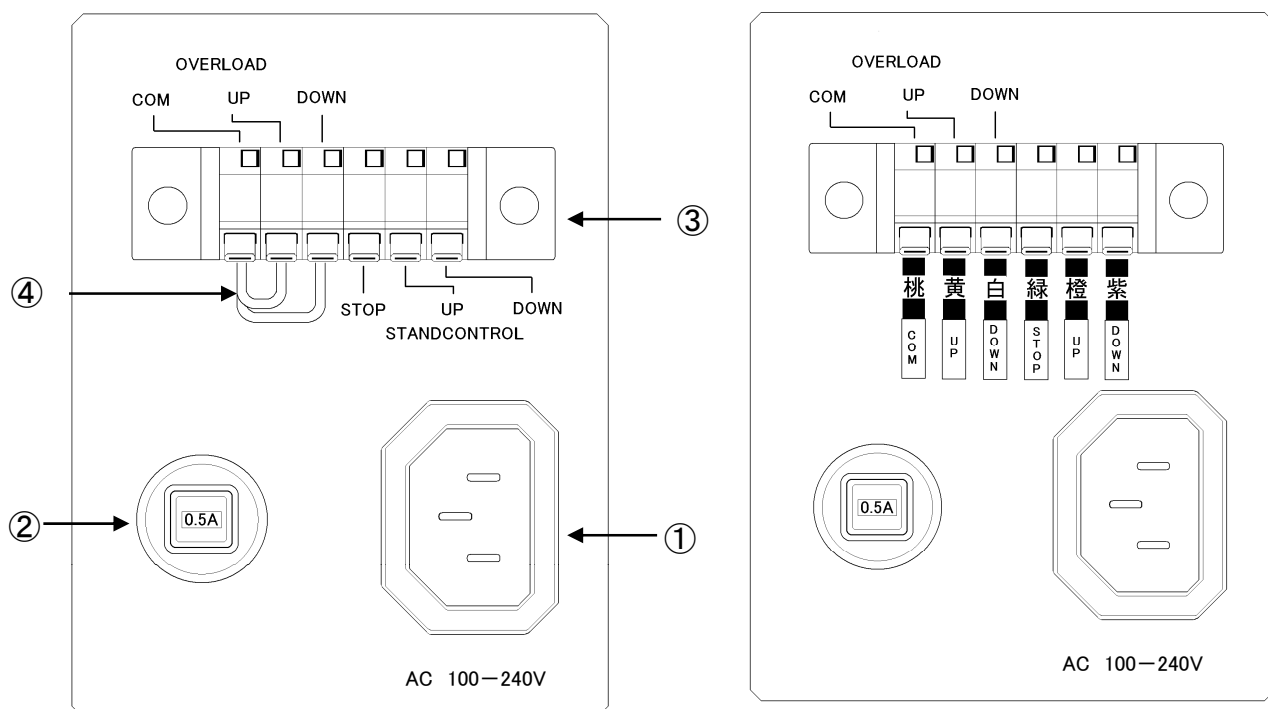 OVERLOAD
COM UP DOWN
③
④
STOP UP DOWN
STANDCONTROL
②
0.5A
①
AC 100－240V
OVERLOAD
COM UP DOWN
桃 黄 白 緑 橙 紫
COM UP DOWN STOP UP DOWN
0.5A
AC 100－240V